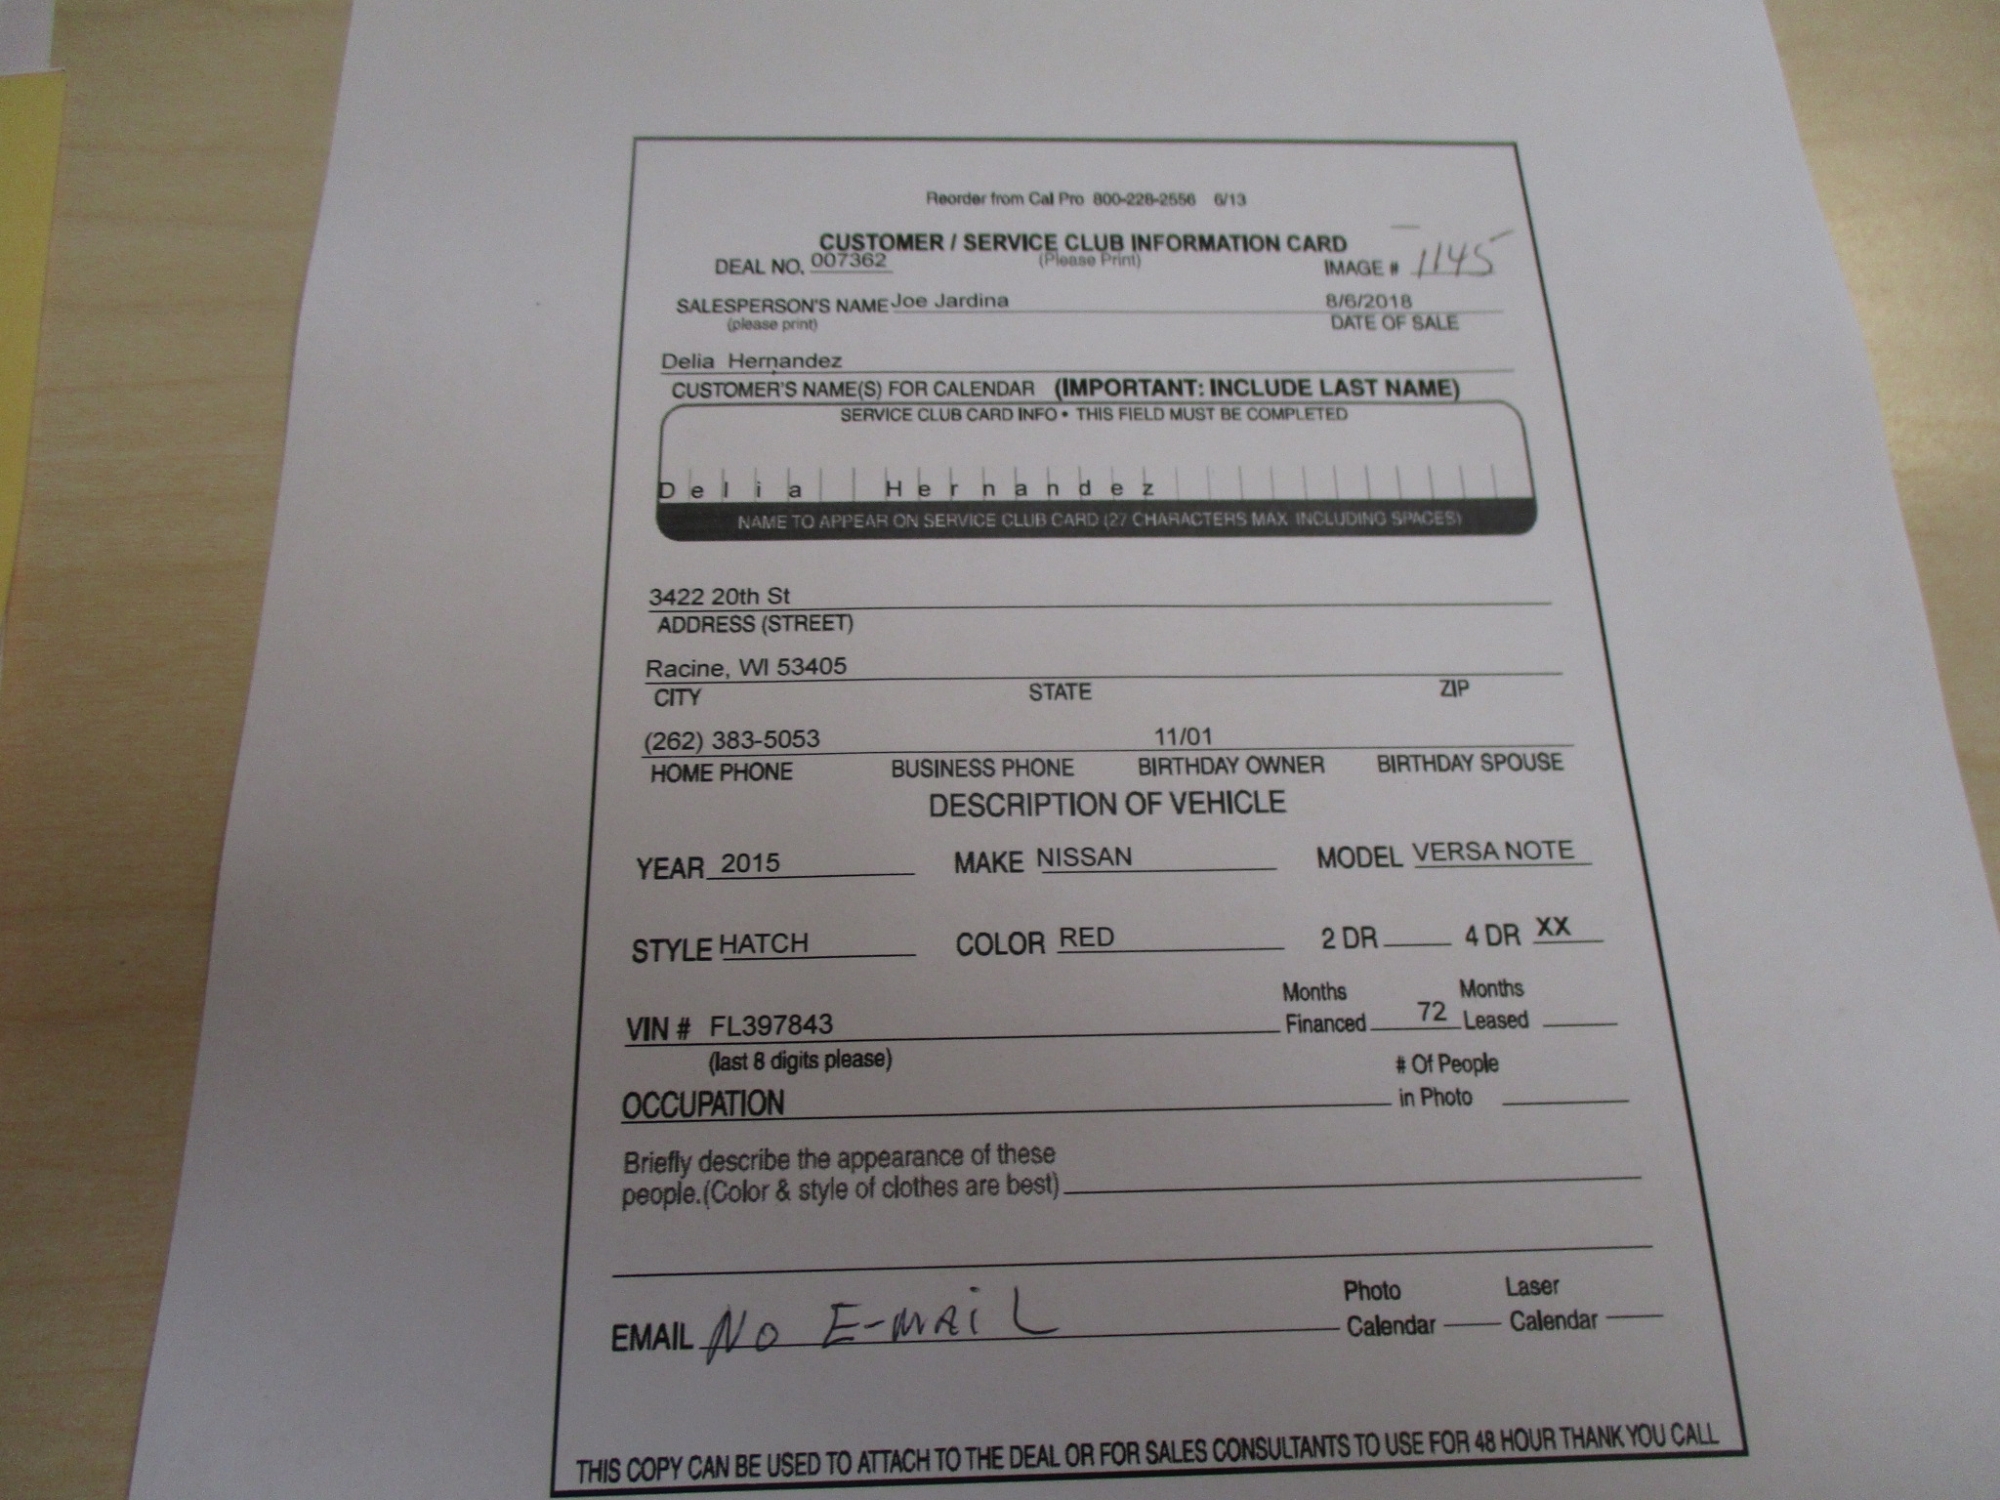 Reorder from Cal Pro 800-228-2556 6/13
CUSTOMER / SERVICE CLUB INFORMATION CARD
DEAL NO. 007362 (Please Print) IMAGE # 1145
SALESPERSON'S NAME Joe Jardina 8/6/2018
(please print) DATE OF SALE
Delia Hernandez
CUSTOMER'S NAME(S) FOR CALENDAR (IMPORTANT: INCLUDE LAST NAME)
SERVICE CLUB CARD INFO • THIS FIELD MUST BE COMPLETED
Delia Hernandez
NAME TO APPEAR ON SERVICE CLUB CARD (27 CHARACTERS MAX INCLUDING SPACES)
3422 20th St
ADDRESS (STREET)
Racine, WI 53405
CITY STATE ZIP
(262) 383-5053 11/01
HOME PHONE BUSINESS PHONE BIRTHDAY OWNER BIRTHDAY SPOUSE
DESCRIPTION OF VEHICLE
YEAR 2015 MAKE NISSAN MODEL VERSA NOTE
STYLE HATCH COLOR RED 2 DR 4 DR XX
Months Months
VIN # FL397843 Financed 72 Leased
(last 8 digits please) # Of People
OCCUPATION in Photo
Briefly describe the appearance of these
people.(Color & style of clothes are best)
Photo Laser
EMAIL No E-mail Calendar Calendar
THIS COPY CAN BE USED TO ATTACH TO THE DEAL OR FOR SALES CONSULTANTS TO USE FOR 48 HOUR THANK YOU CALL